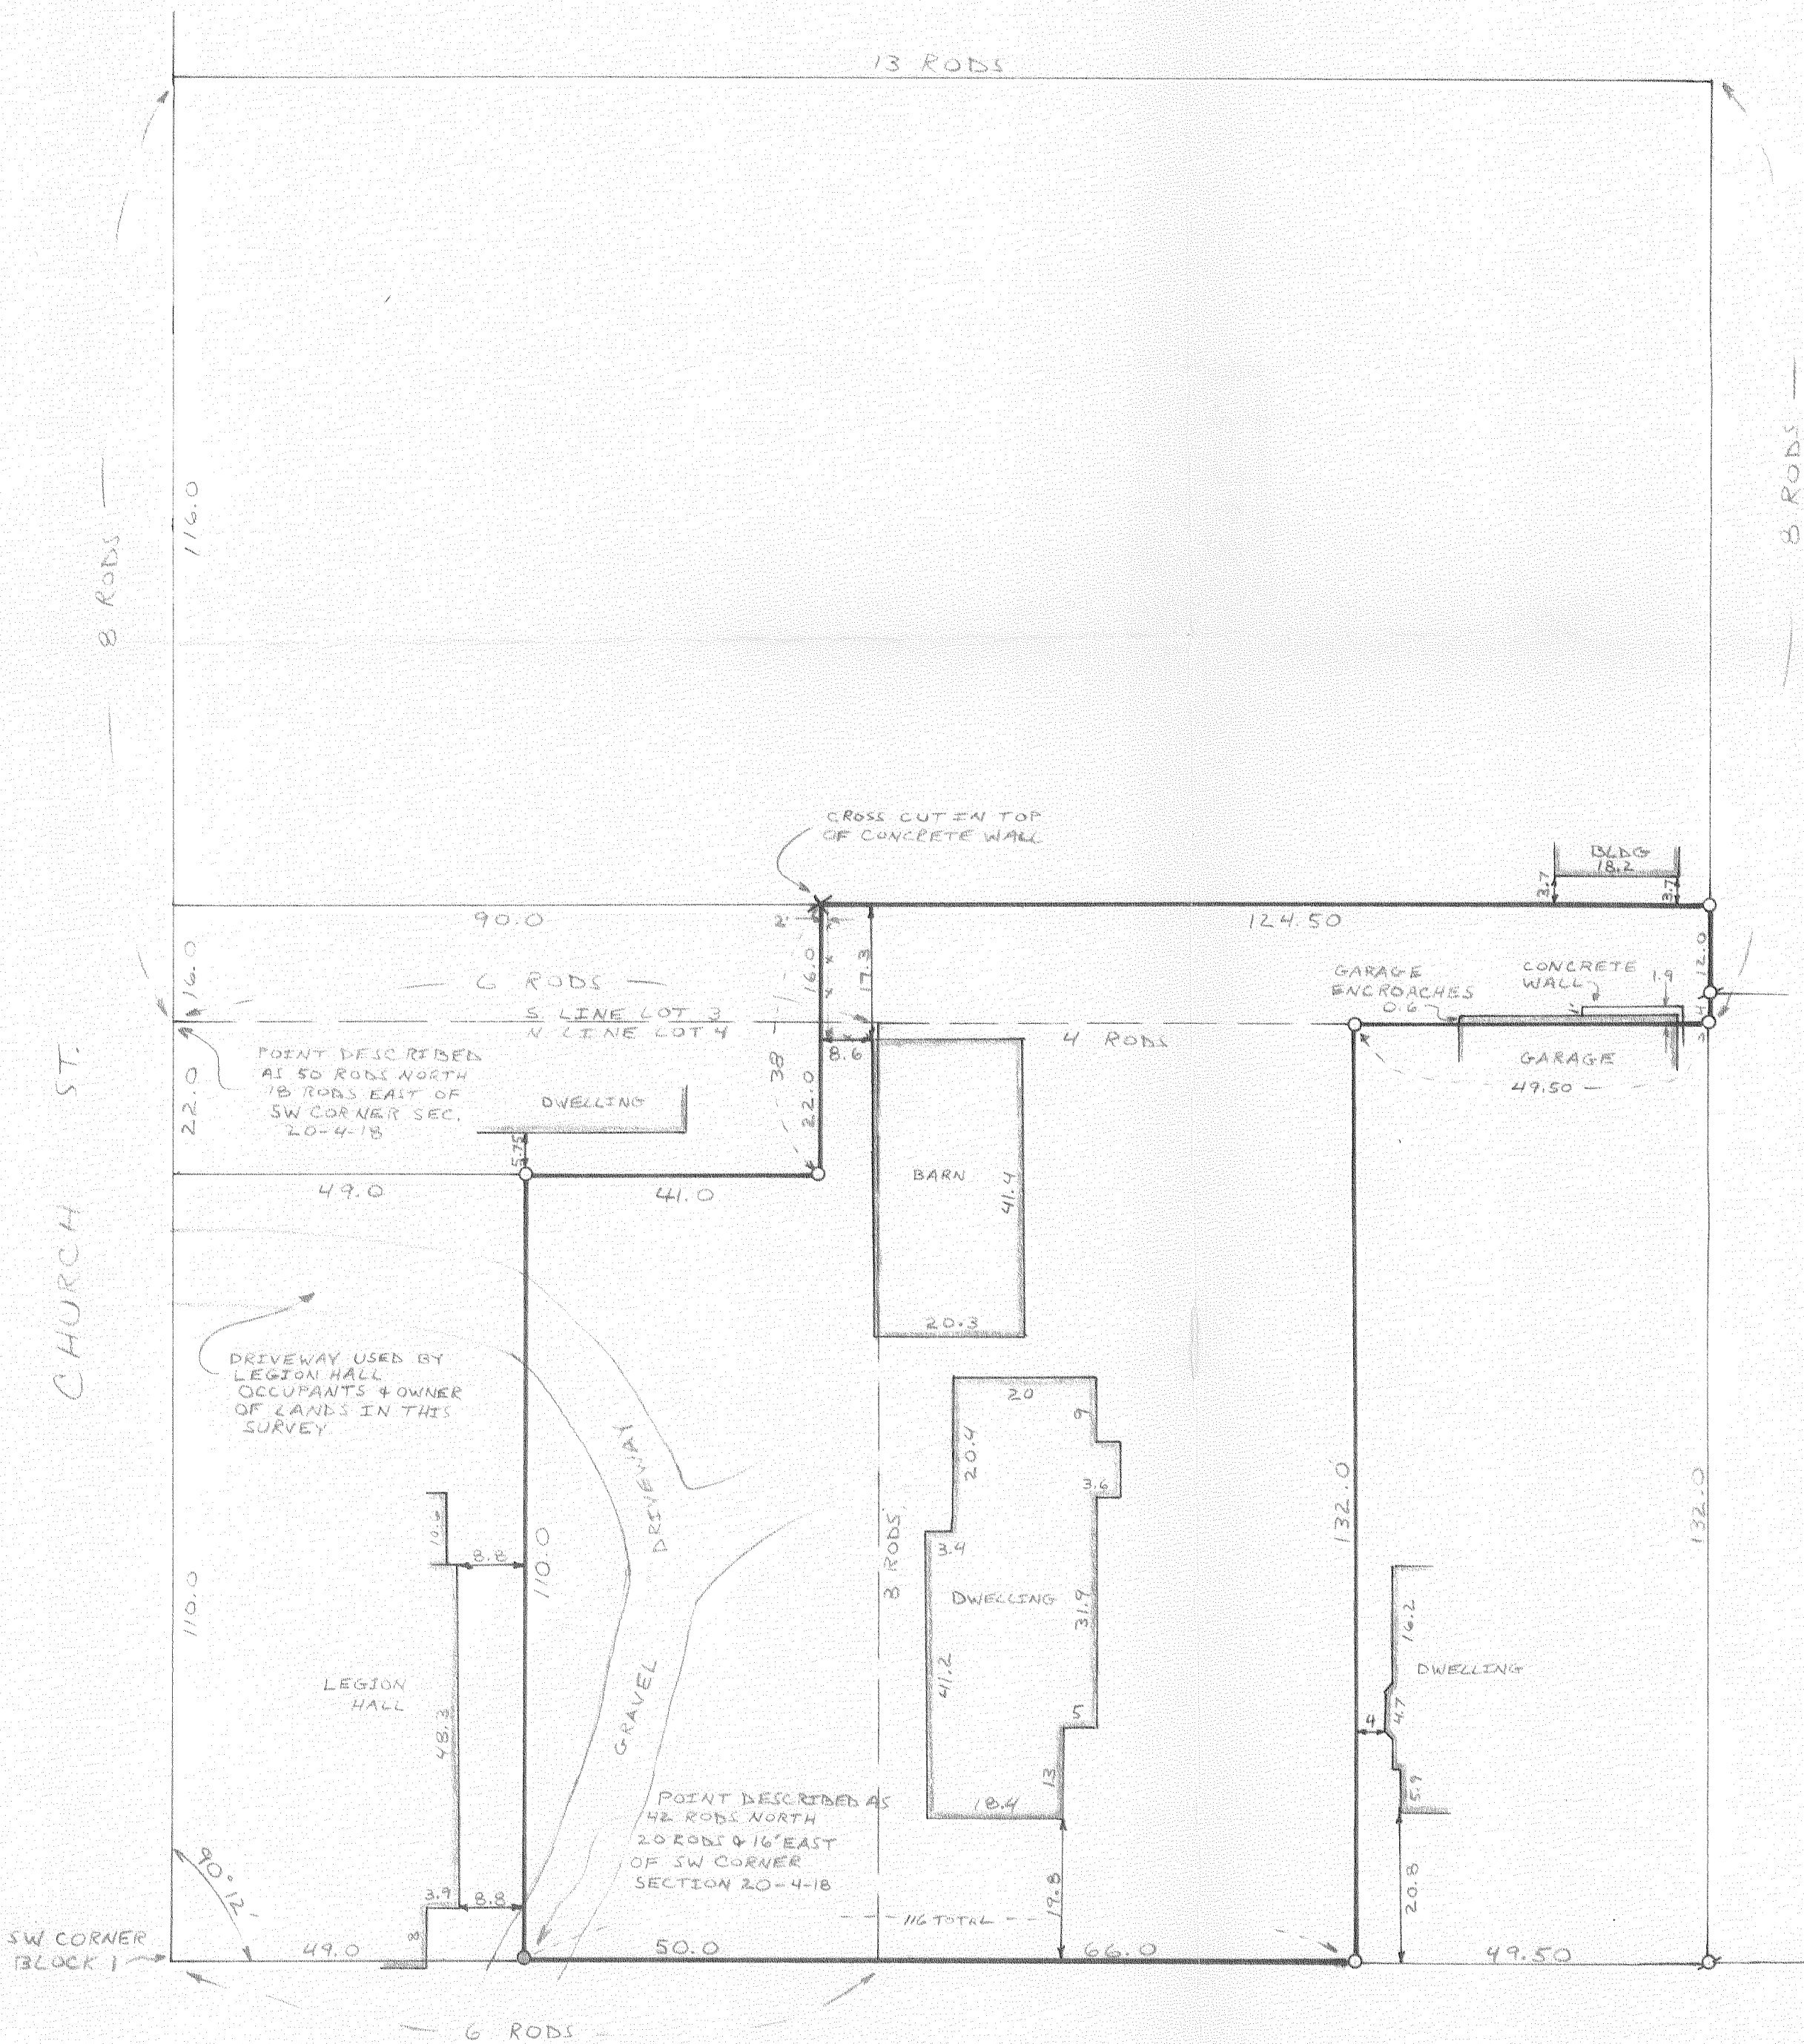 13 RODS
8 RODS
116.0
8 RODS
CROSS CUT IN TOP
OF CONCRETE WALL
BLDG
18.2
3.7
3.7
90.0
2'
124.50
16.0
6 RODS
16.0
17.3
GARAGE
ENCROACHES
0.6
CONCRETE
WALL
1.9
12.0
1'
4
S LINE LOT 3
N LINE LOT 4
4 RODS
8.6
GARAGE
49.50
POINT DESCRIBED
AS 50 RODS NORTH
18 RODS EAST OF
SW CORNER SEC.
20-4-18
22.0
38
22.0
DWELLING
5.75
49.0
41.0
BARN
41.4
20.3
CHURCH ST.
DRIVEWAY USED BY
LEGION HALL
OCCUPANTS & OWNER
OF LANDS IN THIS
SURVEY
20
9
20.4
3.6
3.4
DWELLING
31.9
41.2
5
13
18.4
19.8
GRAVEL DRIVEWAY
8 RODS
132.0
132.0
10.6
8.8
110.0
110.0
LEGION
HALL
48.3
3.9
8.8
8
16.2
DWELLING
4.7
4
5.9
20.8
POINT DESCRIBED AS
42 RODS NORTH
20 RODS & 16' EAST
OF SW CORNER
SECTION 20-4-18
90° 12'
SW CORNER
BLOCK 1
116 TOTAL
49.0
50.0
66.0
49.50
6 RODS